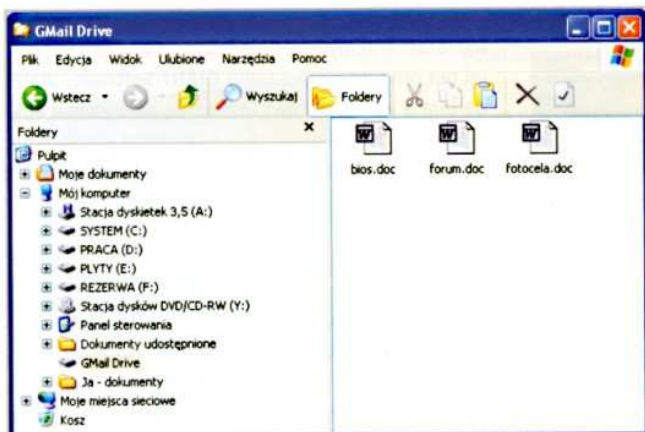 GMail Drive
Plik Edycja Widok Ulubione Narzędzia Pomoc
Wstecz Wyszukaj Foldery
Foldery x
Pulpit
Moje dokumenty
Mój komputer
Stacja dyskietek 3,5 (A:)
SYSTEM (C:)
PRACA (D:)
PLYTY (E:)
REZERWA (F:)
Stacja dysków DVD/CD-RW (Y:)
Panel sterowania
Dokumenty udostępnione
GMail Drive
Ja - dokumenty
Moje miejsca sieciowe
Kosz
bios.doc forum.doc fotocela.doc